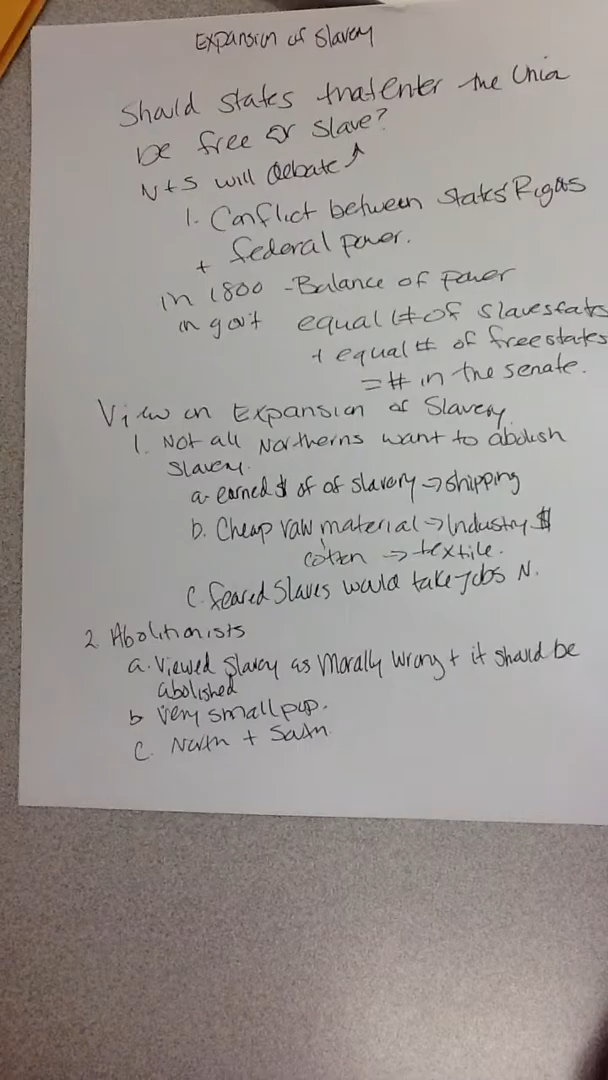 Expansion of Slavery
Should states that enter the Union
be free or slave?
N + S will debate ↑
1. Conflict between States' Rights
+ federal power.
in 1800 - Balance of power
in gov't equal # of slave states
+ equal # of free states
= # in the senate.
View on Expansion of Slavery
1. Not all Northerns want to abolish
Slavery.
a. earned $ of of slavery → shipping
b. Cheap raw material → Industry $
cotten → textile.
C. feared Slaves would take jobs N.
2 Abolitionists
a. Viewed Slavery as Morally Wrong + it should be
abolished
b very small pop.
C. North + South